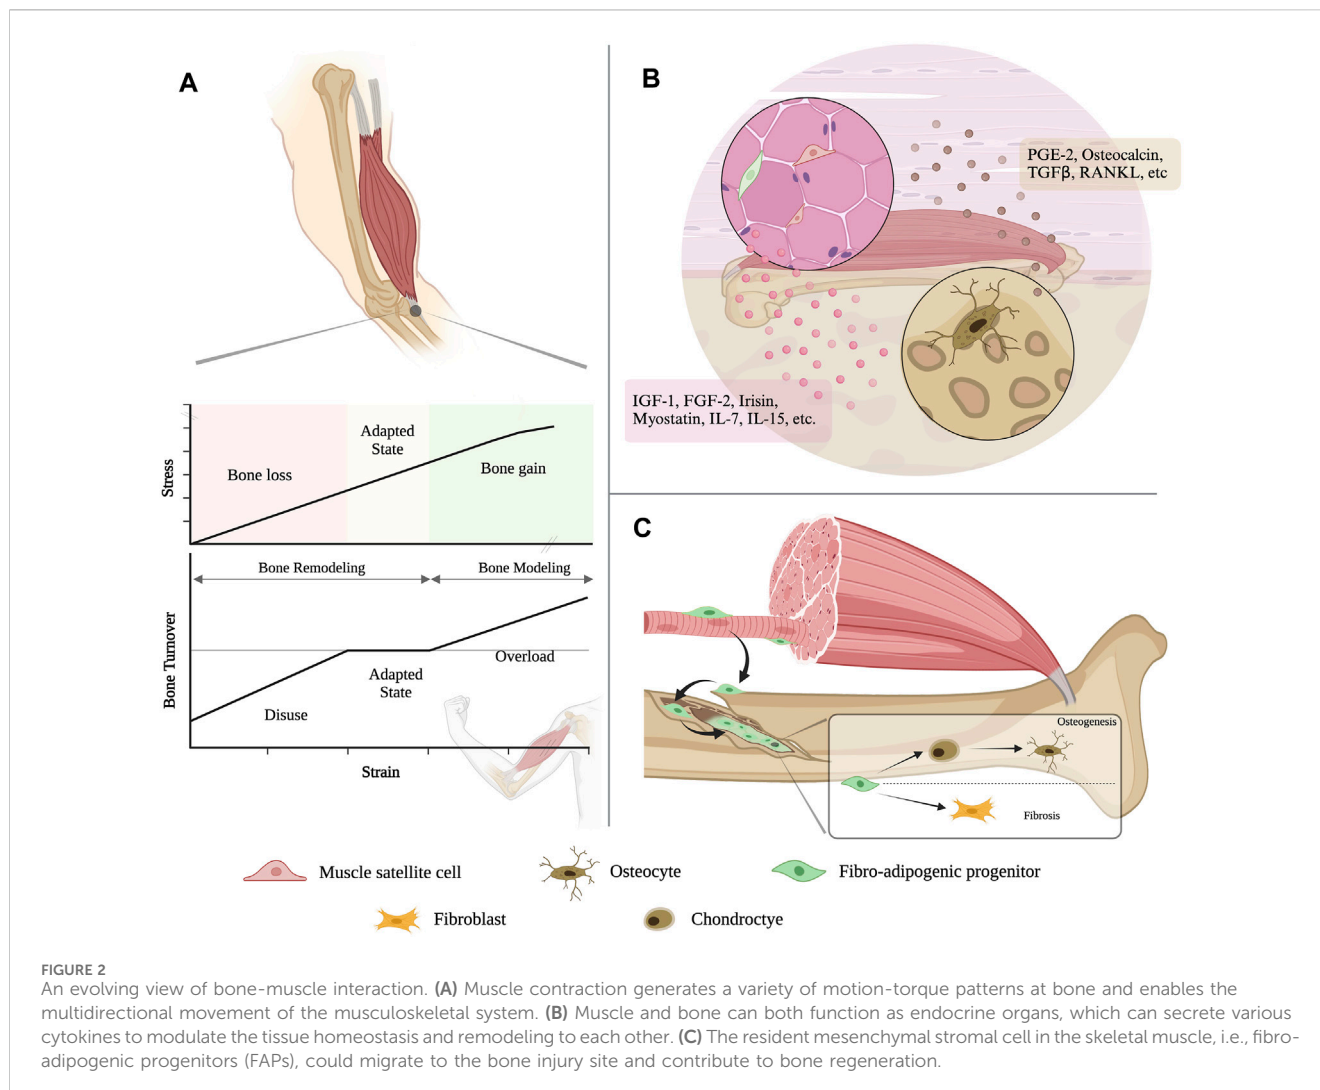 A
Stress
Bone loss
Adapted
State
Bone gain
Bone Remodeling
Bone Modeling
Bone Turnover
Disuse
Adapted
State
Overload
Strain
B
PGE-2, Osteocalcin,
TGFβ, RANKL, etc
IGF-1, FGF-2, Irisin,
Myostatin, IL-7, IL-15, etc.
C
Osteogenesis
Fibrosis
Muscle satellite cell
Osteocyte
Fibro-adipogenic progenitor
Fibroblast
Chondroctye
FIGURE 2
An evolving view of bone-muscle interaction. (A) Muscle contraction generates a variety of motion-torque patterns at bone and enables the
multidirectional movement of the musculoskeletal system. (B) Muscle and bone can both function as endocrine organs, which can secrete various
cytokines to modulate the tissue homeostasis and remodeling to each other. (C) The resident mesenchymal stromal cell in the skeletal muscle, i.e., fibro-
adipogenic progenitors (FAPs), could migrate to the bone injury site and contribute to bone regeneration.